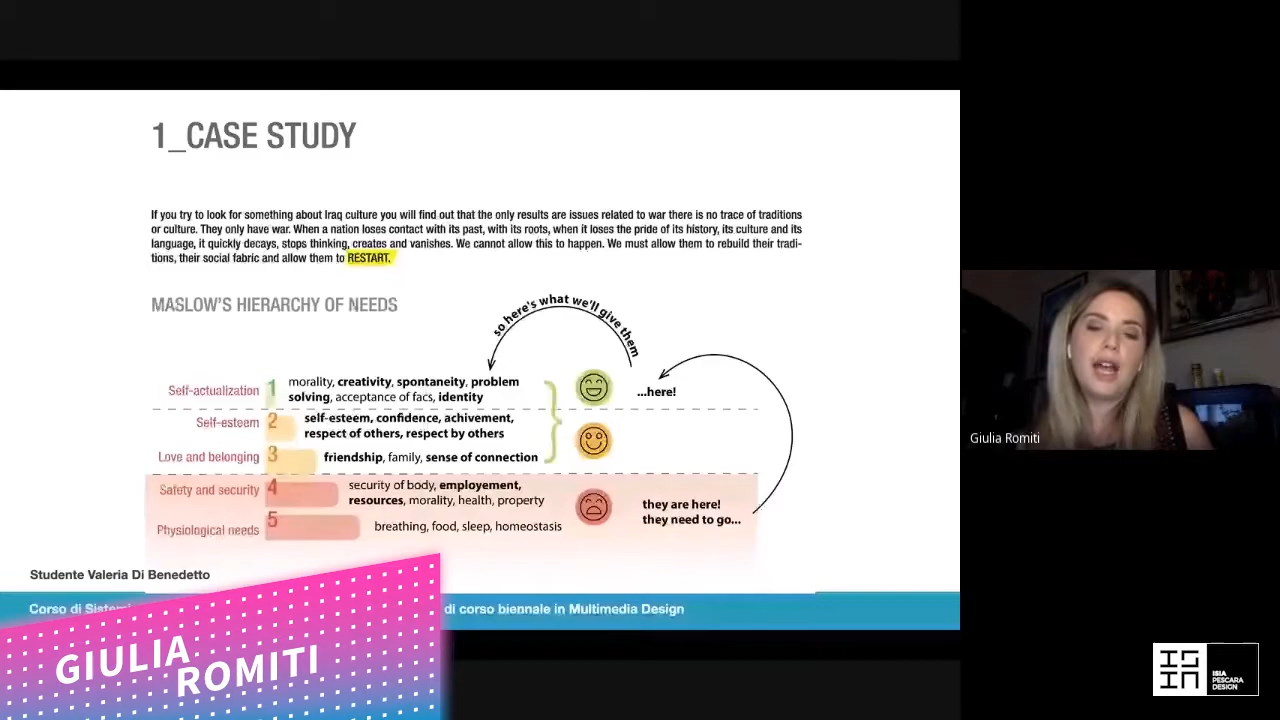 1_CASE STUDY
If you try to look for something about Iraq culture you will find out that the only results are issues related to war there is no trace of traditions
or culture. They only have war. When a nation loses contact with its past, with its roots, when it loses the pride of its history, its culture and its
language, it quickly decays, stops thinking, creates and vanishes. We cannot allow this to happen. We must allow them to rebuild their tradi-
tions, their social fabric and allow them to RESTART.
MASLOW'S HIERARCHY OF NEEDS
so here's what we'll give them
Self-actualization 1 morality, creativity, spontaneity, problem
solving, acceptance of facs, identity
...here!
Self-esteem 2 self-esteem, confidence, achivement,
respect of others, respect by others
Love and belonging 3 friendship, family, sense of connection
Safety and security 4 security of body, employement,
resources, morality, health, property
they are here!
they need to go...
Physiological needs 5 breathing, food, sleep, homeostasis
Studente Valeria Di Benedetto
Corso di Sistemi
di corso biennale in Multimedia Design
GIULIA
ROMITI
Giulia Romiti
ISIA
PESCARA
DESIGN